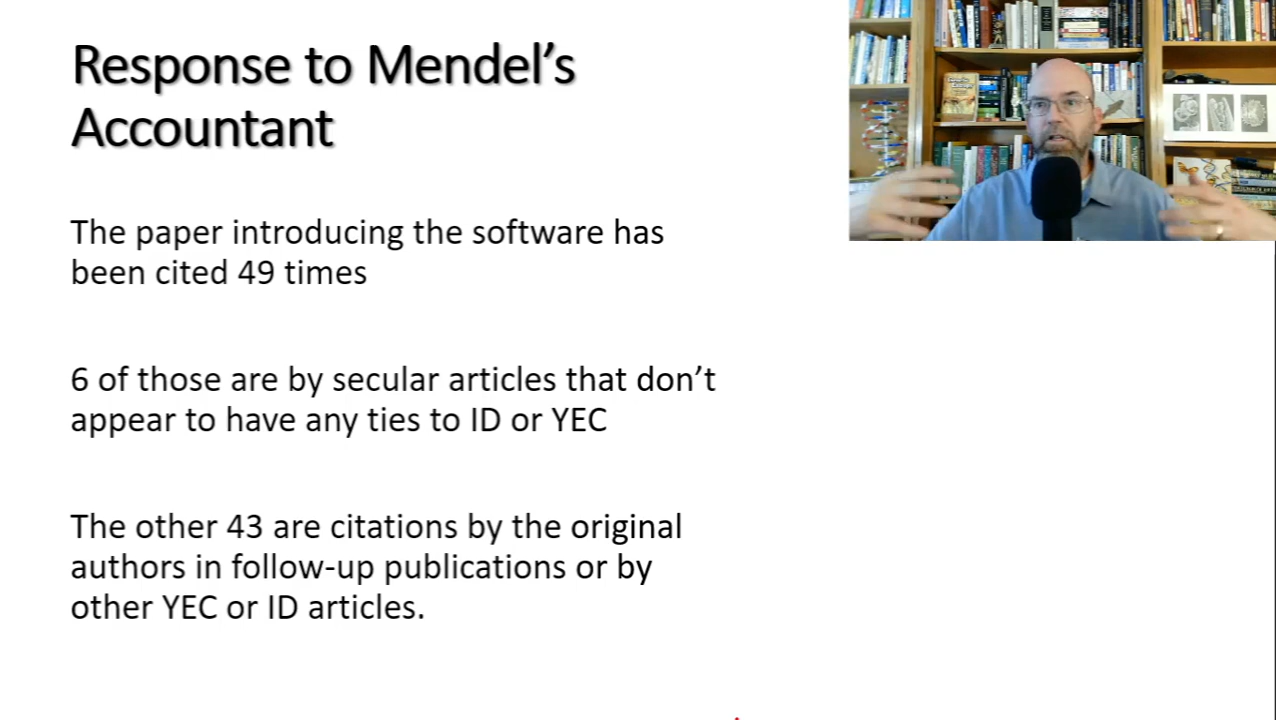 Response to Mendel’s
Accountant
The paper introducing the software has
been cited 49 times
6 of those are by secular articles that don’t
appear to have any ties to ID or YEC
The other 43 are citations by the original
authors in follow-up publications or by
other YEC or ID articles.